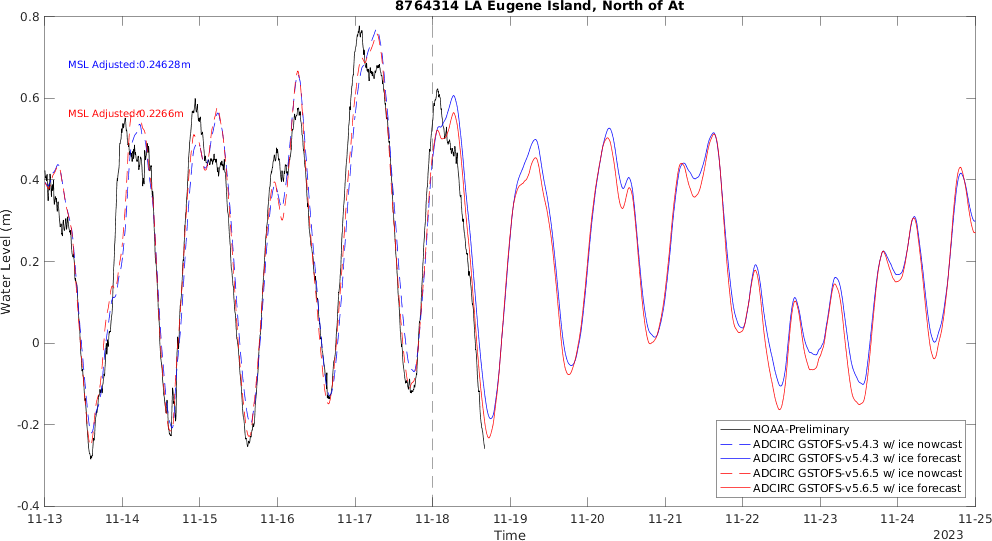 8764314 LA Eugene Island, North of At
0.8
MSL Adjusted:0.24628m
0.6
MSL Adjusted:0.2266m
0.4
0.2
0
-0.2
-0.4
Water Level (m)
NOAA-Preliminary
ADCIRC GSTOFS-v5.4.3 w/ ice nowcast
ADCIRC GSTOFS-v5.4.3 w/ ice forecast
ADCIRC GSTOFS-v5.6.5 w/ ice nowcast
ADCIRC GSTOFS-v5.6.5 w/ ice forecast
11-13 11-14 11-15 11-16 11-17 11-18 11-19 11-20 11-21 11-22 11-23 11-24 11-25
Time
2023